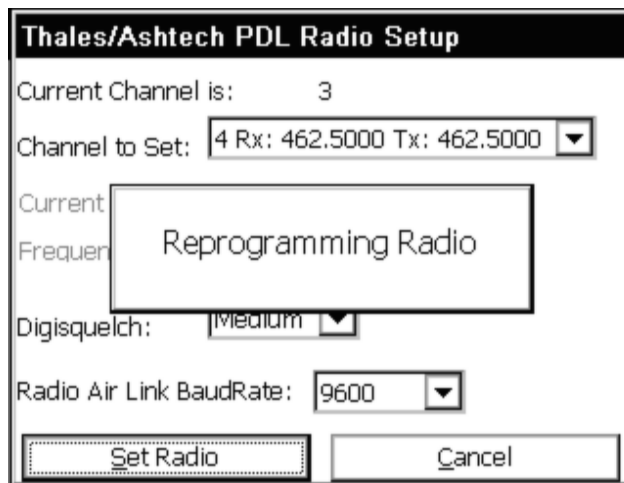 Thales/Ashtech PDL Radio Setup
Current Channel is: 3
Channel to Set: 4 Rx: 462.5000 Tx: 462.5000
Current
Reprogramming Radio
Frequen
Digisquelch: Medium
Radio Air Link BaudRate: 9600
Set Radio Cancel